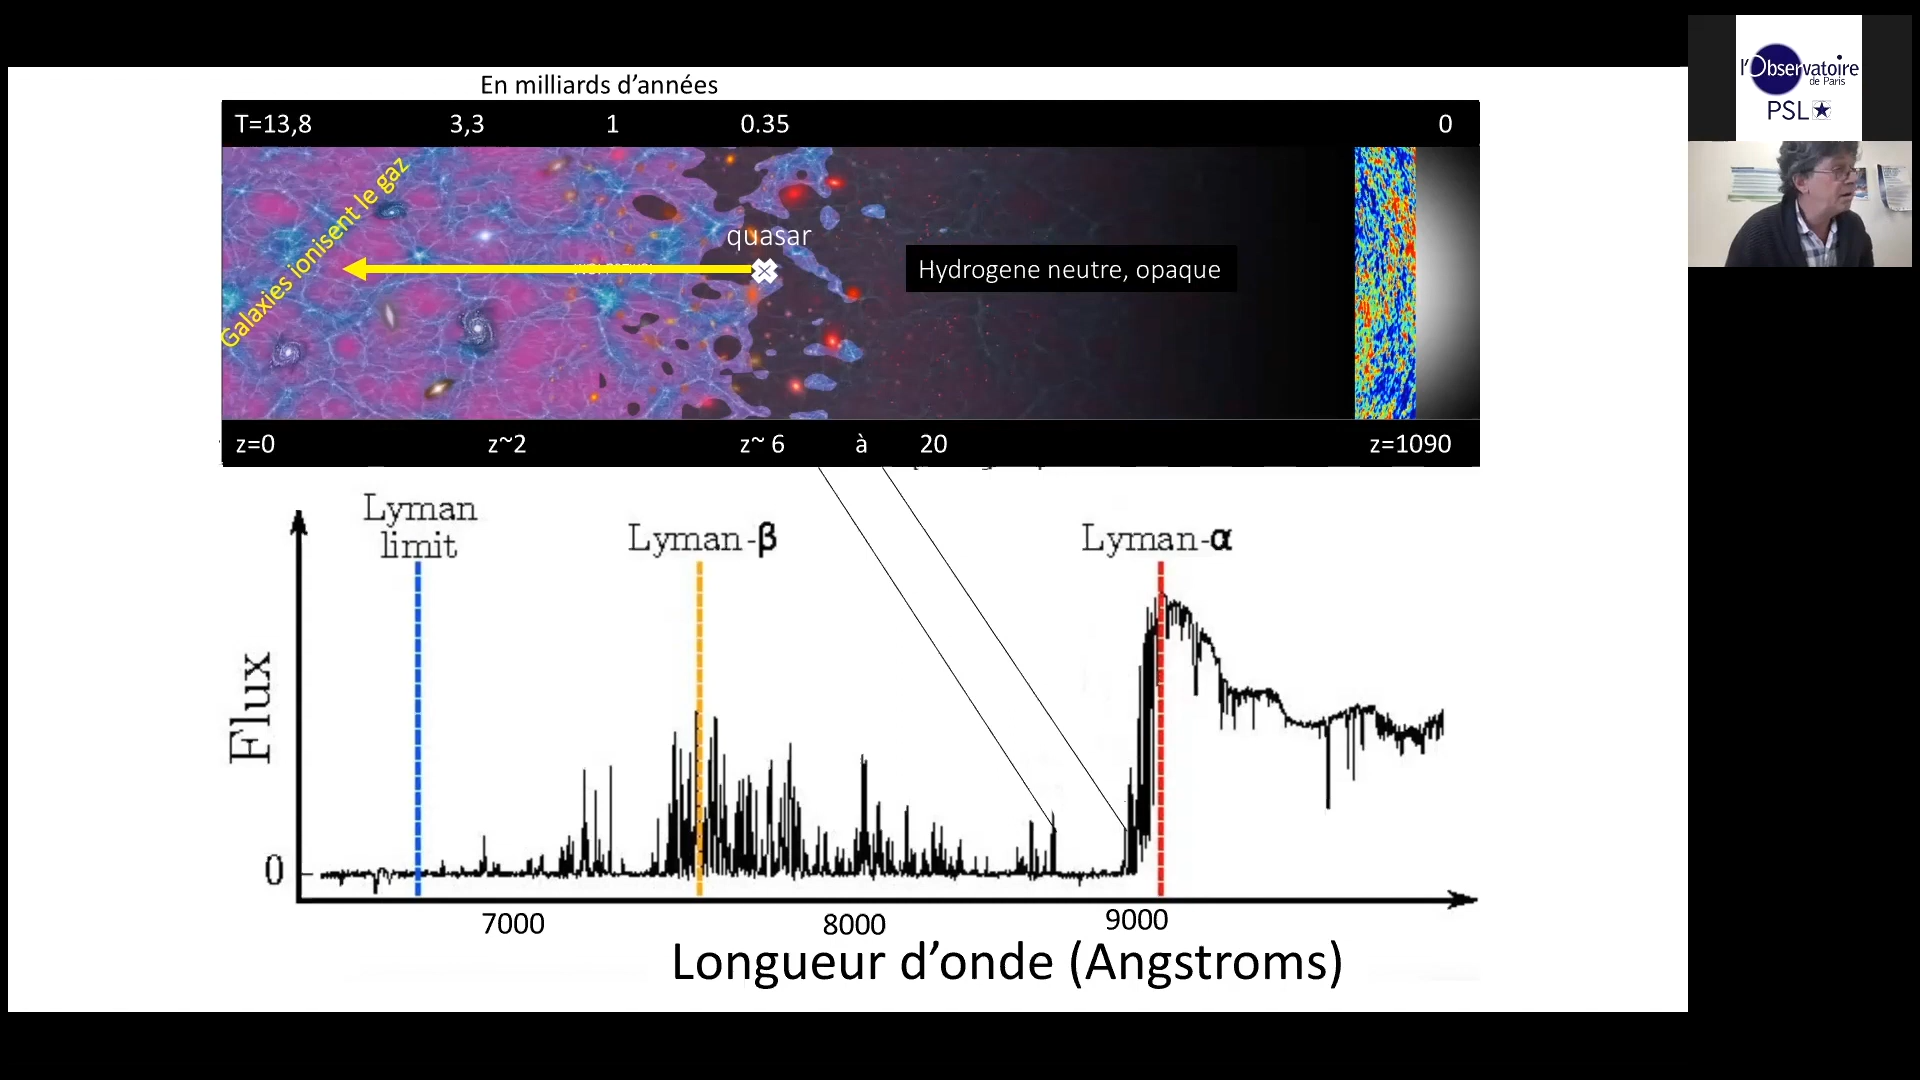 En milliards d’années
T=13,8 3,3 1 0.35 0
Galaxies ionisent le gaz
quasar
Hydrogene neutre, opaque
z=0 z~2 z~ 6 à 20 z=1090
Lyman
limit
Lyman-β
Lyman-α
Flux
0
7000 8000 9000
Longueur d’onde (Angstroms)
l'Observatoire
de Paris
PSL